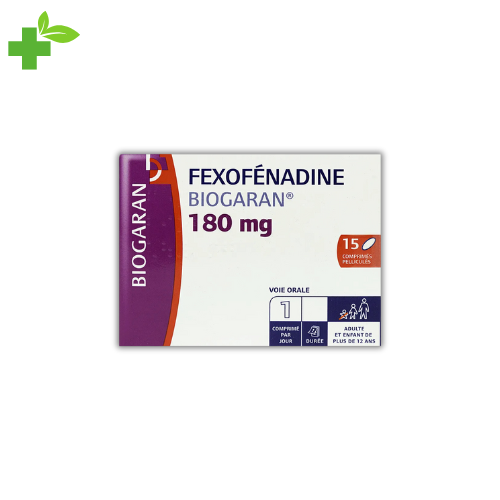 BIOGARAN
FEXOFÉNADINE
BIOGARAN®
180 mg
15
COMPRIMÉS
PELLICULÉS
VOIE ORALE
1
COMPRIMÉ
PAR
JOUR
DURÉE
ADULTE
ET ENFANT DE
PLUS DE 12 ANS